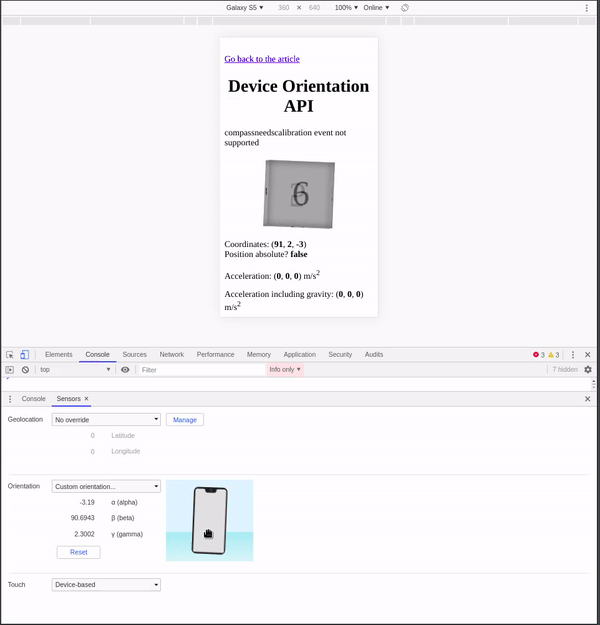 Galaxy S5 ▼ 360 × 640 100% ▼ Online ▼
Go back to the article
Device Orientation
API
compassneedscalibration event not
supported
6
Coordinates: (91, 2, -3)
Position absolute? false
Acceleration: (0, 0, 0) m/s²
Acceleration including gravity: (0, 0, 0)
m/s²
Elements Console Sources Network Performance Memory Application Security Audits 3 3
top ▼ Filter Info only ▼ 7 hidden
Console Sensors ×
Geolocation No override Manage
0 Latitude
0 Longitude
Orientation Custom orientation...
-3.19 α (alpha)
90.6943 β (beta)
2.3002 γ (gamma)
Reset
Touch Device-based